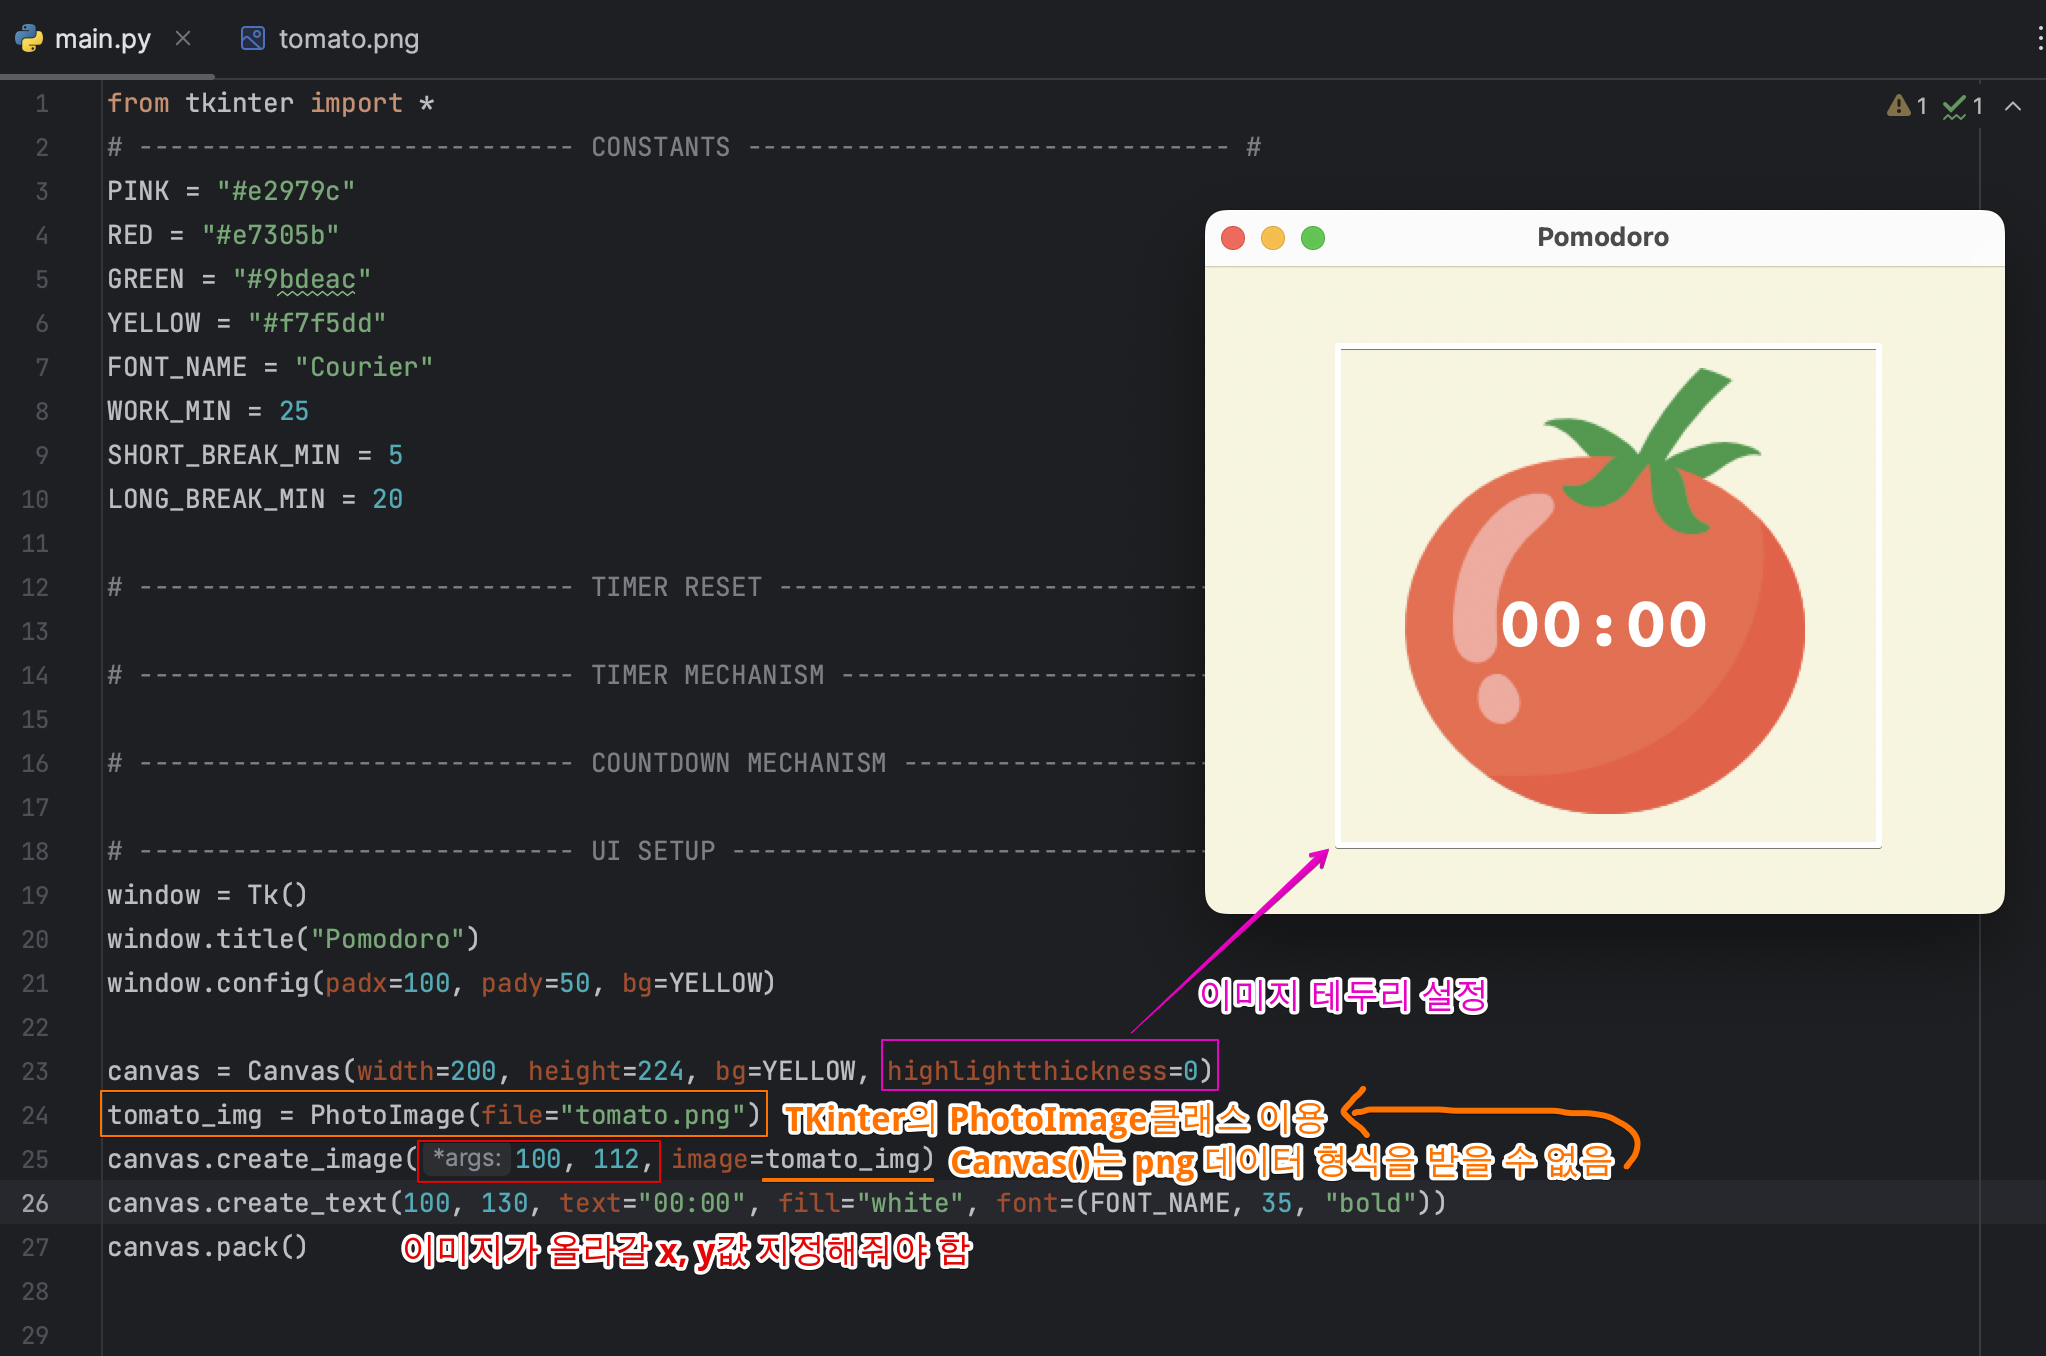 main.py × tomato.png
1 from tkinter import *
2 # ---------------------------- CONSTANTS ------------------------------- #
3 PINK = "#e2979c"
4 RED = "#e7305b"
5 GREEN = "#9bdeac"
6 YELLOW = "#f7f5dd"
7 FONT_NAME = "Courier"
8 WORK_MIN = 25
9 SHORT_BREAK_MIN = 5
10 LONG_BREAK_MIN = 20
11
12 # ---------------------------- TIMER RESET ----------------------------
13
14 # ---------------------------- TIMER MECHANISM ------------------------
15
16 # ---------------------------- COUNTDOWN MECHANISM --------------------
17
18 # ---------------------------- UI SETUP -------------------------------
19 window = Tk()
20 window.title("Pomodoro")
21 window.config(padx=100, pady=50, bg=YELLOW)
22
23 canvas = Canvas(width=200, height=224, bg=YELLOW, highlightthickness=0)
24 tomato_img = PhotoImage(file="tomato.png") TKinter의 PhotoImage클래스 이용
25 canvas.create_image( *args: 100, 112, image=tomato_img) Canvas()는 png 데이터 형식을 받을 수 없음
26 canvas.create_text(100, 130, text="00:00", fill="white", font=(FONT_NAME, 35, "bold"))
27 canvas.pack() 이미지가 올라갈 x, y값 지정해줘야 함
28
29
1 1
Pomodoro
00:00
이미지 테두리 설정